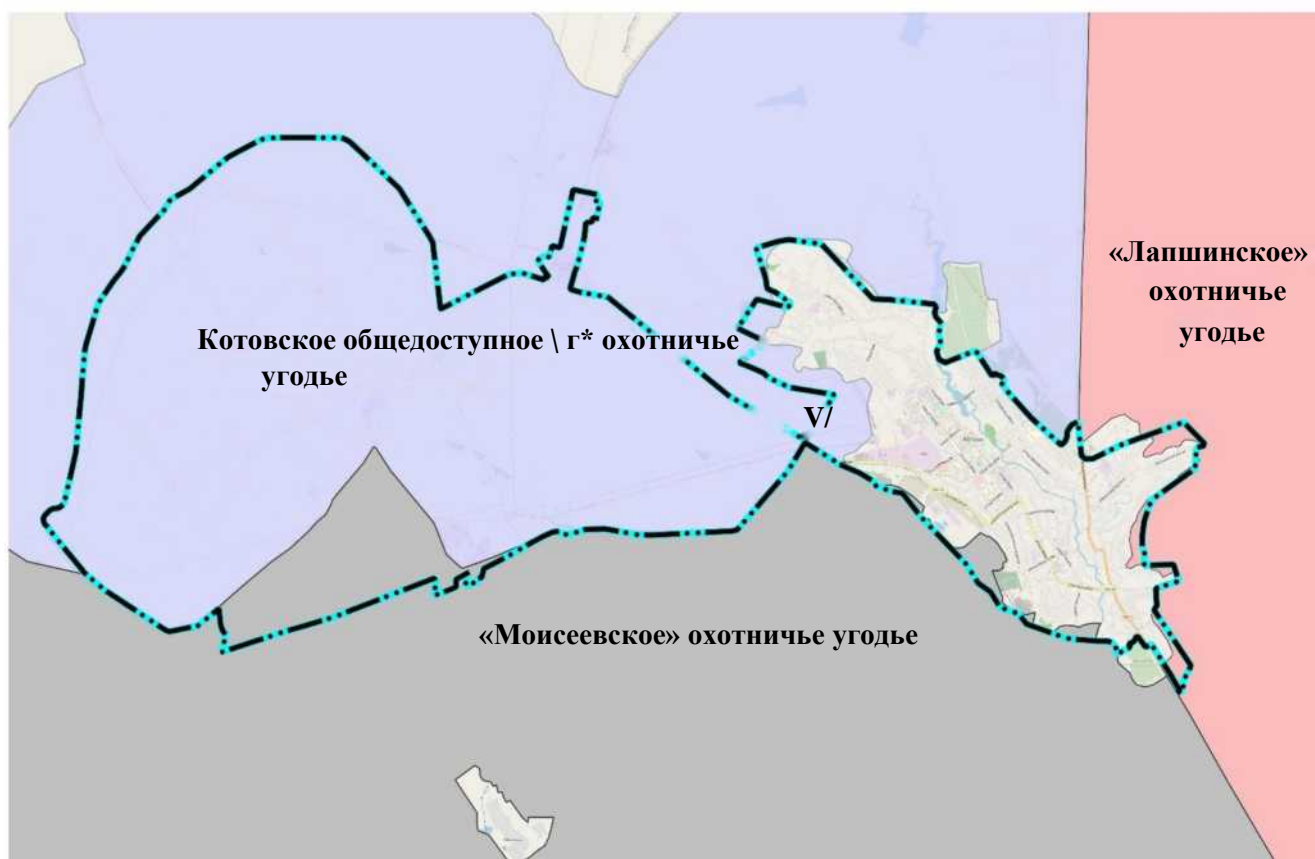 «Лапшинское»
охотничье
угодье
Котовское общедоступное \ г* охотничье
угодье
V/
«Моисеевское» охотничье угодье